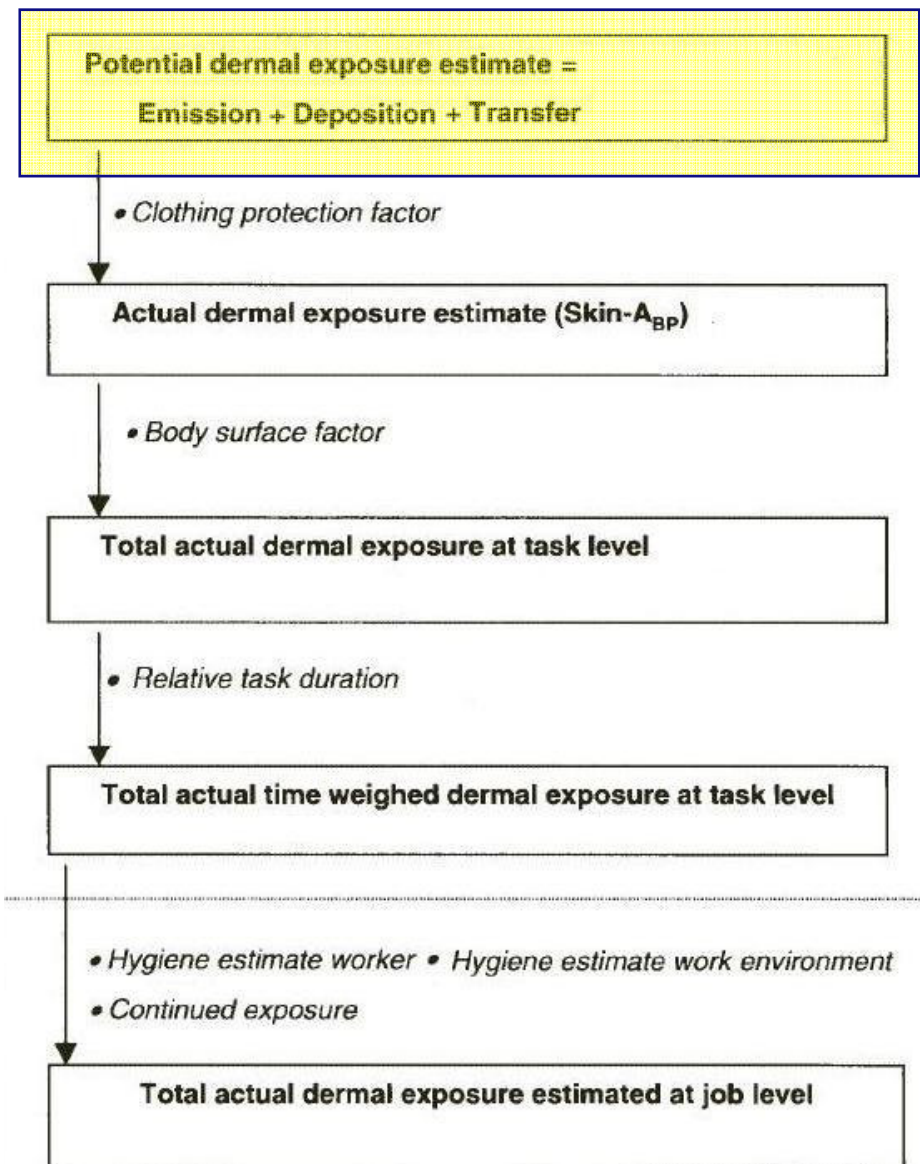 Potential dermal exposure estimate =
Emission + Deposition + Transfer
• Clothing protection factor
Actual dermal exposure estimate (Skin-A_BP)
• Body surface factor
Total actual dermal exposure at task level
• Relative task duration
Total actual time weighed dermal exposure at task level
• Hygiene estimate worker • Hygiene estimate work environment
• Continued exposure
Total actual dermal exposure estimated at job level